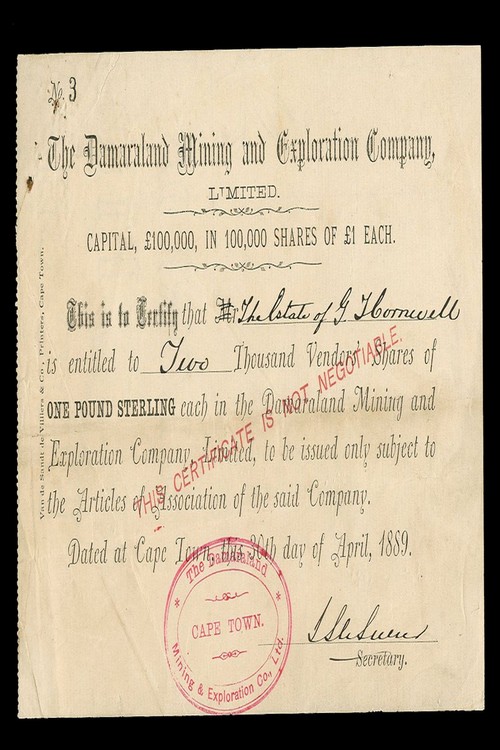 No. 3
The Damaraland Mining and Exploration Company,
LIMITED.
CAPITAL, £100,000, IN 100,000 SHARES OF £1 EACH.
This is to Certify that Mr The Estate of G. T
is entitled to Two Thousand Vendors' Shares of
ONE POUND STERLING each in the Damaraland Mining and
Exploration Company, Limited, to be issued only subject to
the Articles of Association of the said Company.
Dated at Cape Town, this 30th day of April, 1889.
THIS CERTIFICATE IS NOT NEGOTIABLE.
The Damaraland
CAPE TOWN.
Mining & Exploration Co., Ltd.
Secretary.
Van de Sandt de Villiers & Co., Printers, Cape Town.